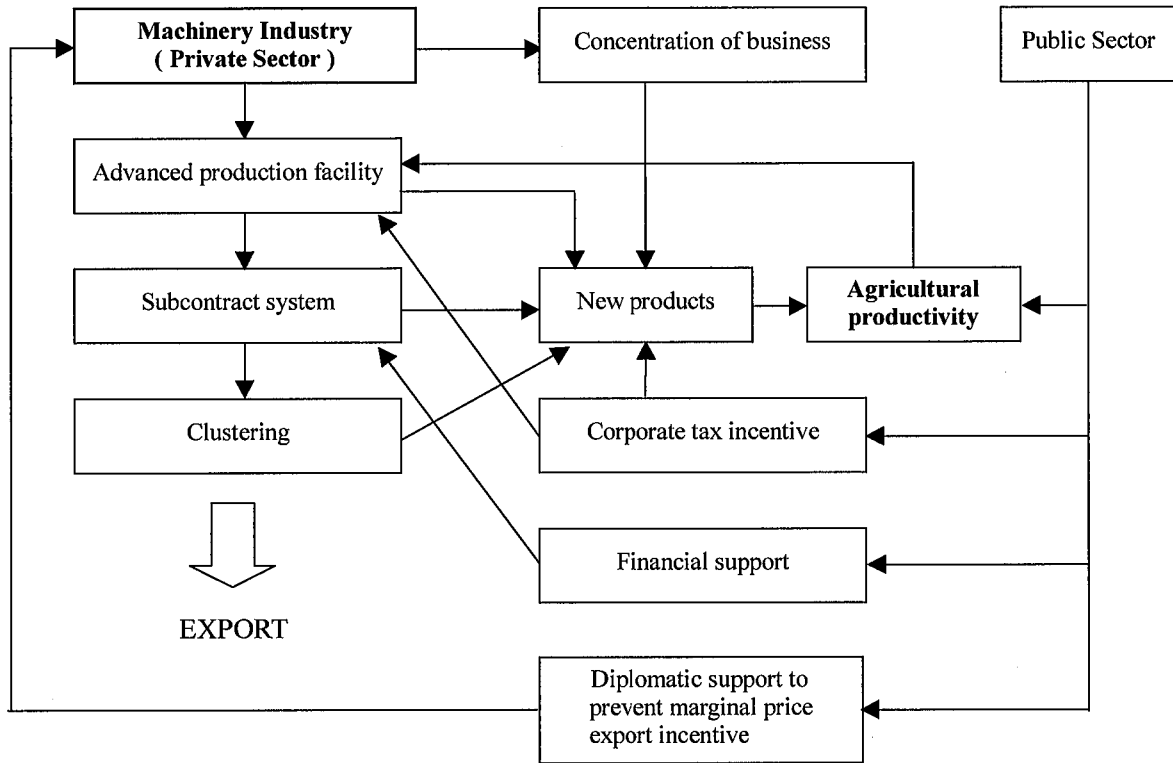 Machinery Industry
( Private Sector )
Concentration of business
Public Sector
Advanced production facility
Subcontract system
New products
Agricultural
productivity
Clustering
Corporate tax incentive
Financial support
EXPORT
Diplomatic support to
prevent marginal price
export incentive